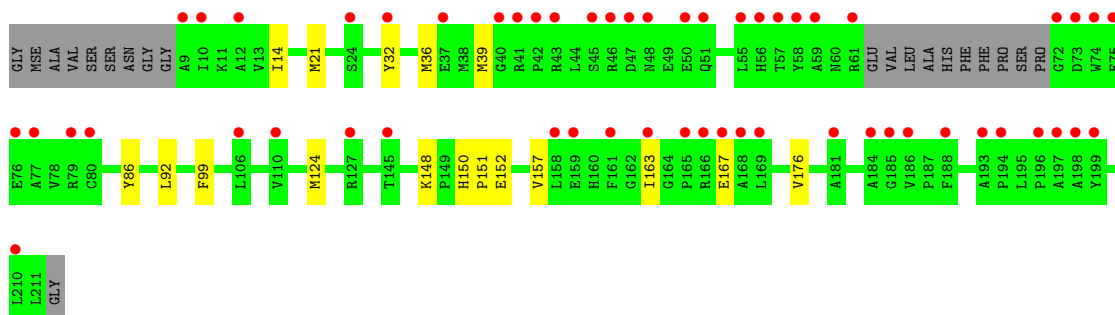 GLY MSE ALA VAL SER SER ASN GLY GLY A9 I10 K11 A12 V13 I14 M21 S24 Y32 M36 E37 M38 M39 G40 R41 P42 R43 L44 S45 R46 D47 N48 E49 E50 Q51 L55 H56 T57 Y58 A59 N60 R61 GLU VAL LEU ALA HIS PHE PHE PRO SER PRO G72 D73 W74 E75
E76 A77 V78 R79 C80 Y86 L92 F99 L106 V110 M124 R127 T145 K148 P149 H150 P151 E152 V157 L158 E159 H160 F161 G162 I163 G164 P165 R166 E167 A168 L169 V176 A181 A184 G185 V186 P187 F188 A193 P194 L195 P196 A197 A198 Y199
L210 L211 GLY